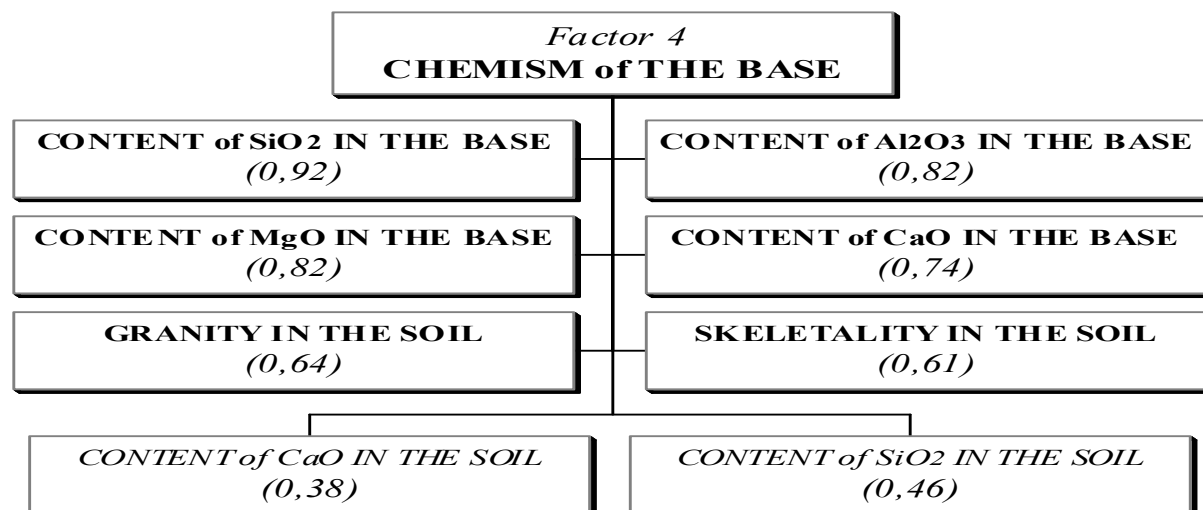 Factor 4
CHEMISM of THE BASE
CONTENT of SiO2 IN THE BASE
(0,92)
CONTENT of Al2O3 IN THE BASE
(0,82)
CONTENT of MgO IN THE BASE
(0,82)
CONTENT of CaO IN THE BASE
(0,74)
GRANITY IN THE SOIL
(0,64)
SKELETALITY IN THE SOIL
(0,61)
CONTENT of CaO IN THE SOIL
(0,38)
CONTENT of SiO2 IN THE SOIL
(0,46)